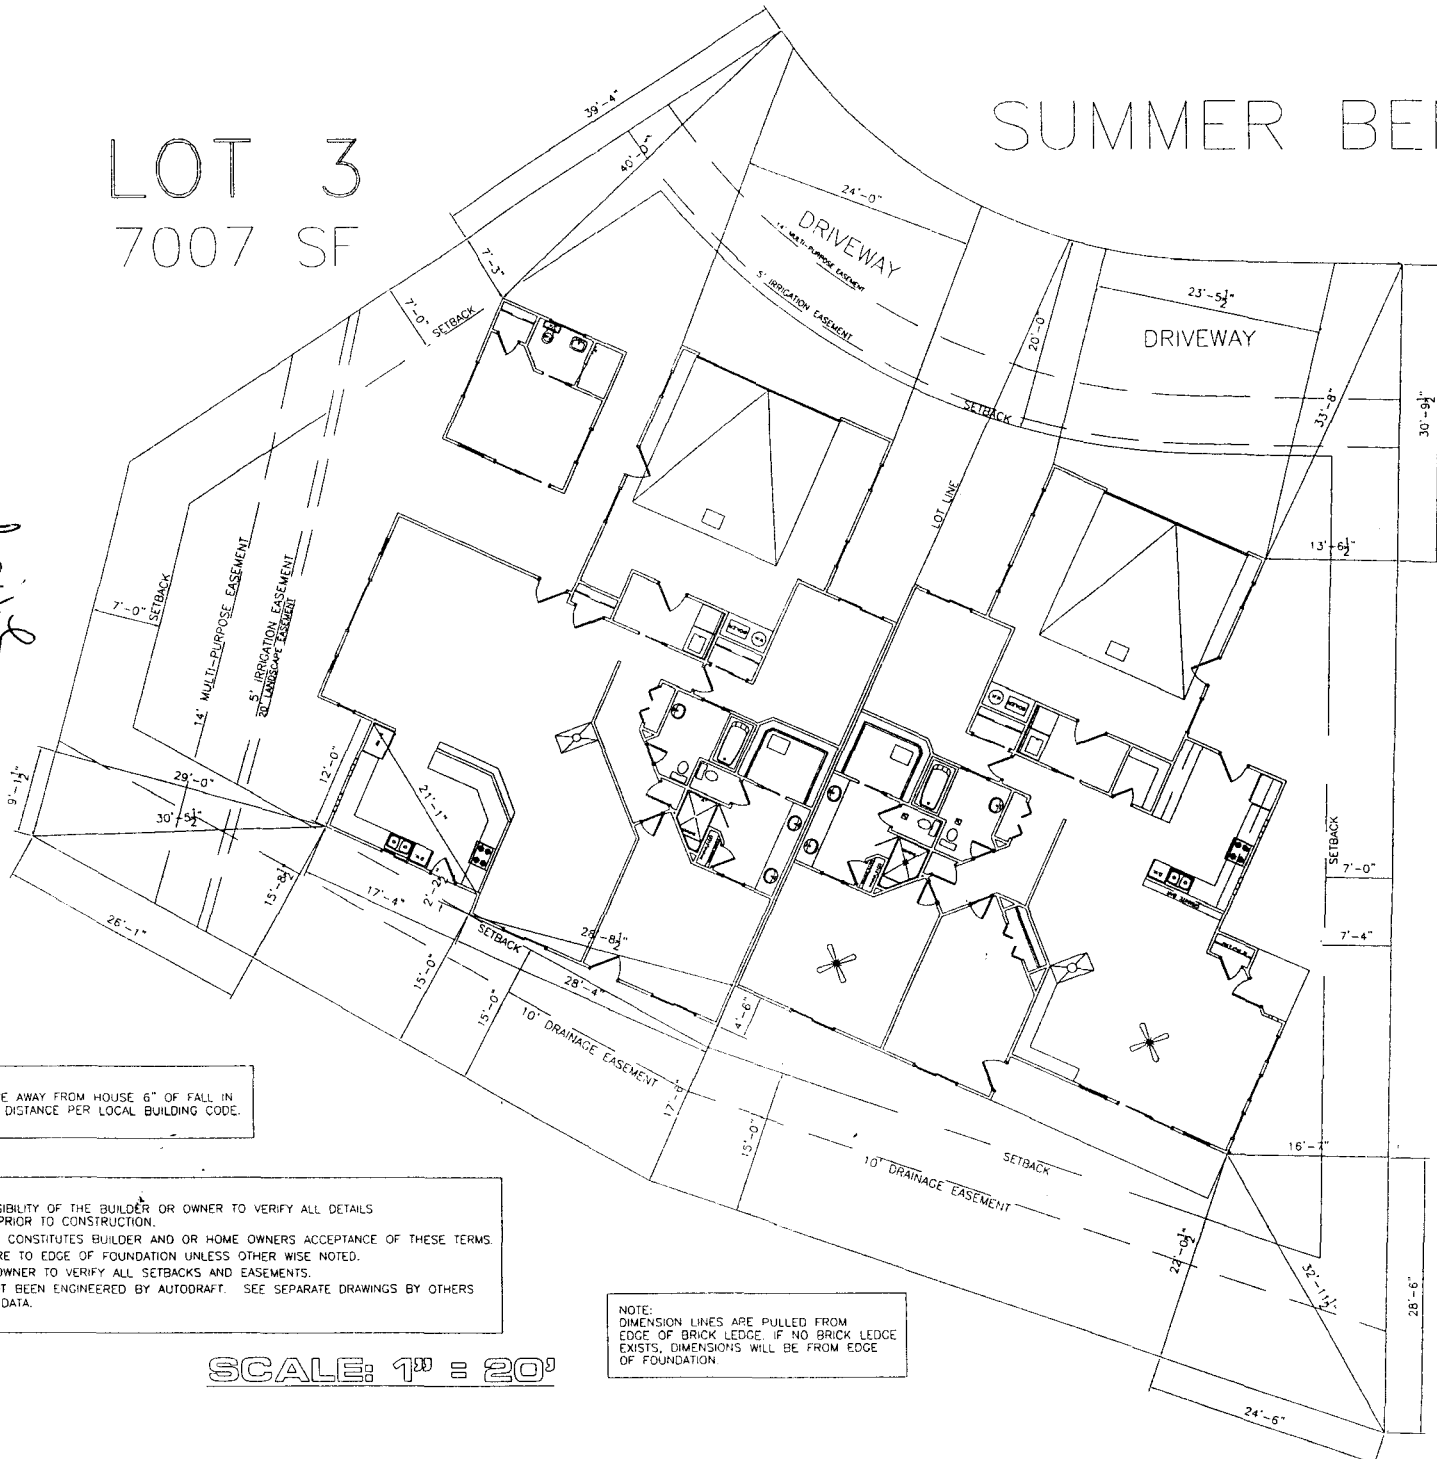 SUMMER BE
LOT 3
7007 SF
39'-4"
40'-0"
24'-0"
DRIVEWAY
14' MULTI-PURPOSE EASEMENT
5' IRRIGATION EASEMENT
7'-3"
7'-0"
SETBACK
23'-5½"
DRIVEWAY
20'-0"
33'-8"
30'-9½"
SETBACK
LOT LINE
13'-6½"
7'-0"
SETBACK
14' MULTI-PURPOSE EASEMENT
5' IRRIGATION EASEMENT
20' LANDSCAPE EASEMENT
9'-1½"
29'-0"
30'-5½"
12'-0"
21'-1"
15'-8½"
17'-4"
2'-2½"
26'-1"
SETBACK
28'-8½"
28'-4"
15'-0"
15'-0"
10' DRAINAGE EASEMENT
4'-6"
17'-8"
15'-0"
SETBACK
7'-0"
7'-4"
10' DRAINAGE EASEMENT
SETBACK
16'-7"
22'-0½"
32'-11½"
28'-6"
24'-6"
E AWAY FROM HOUSE 6" OF FALL IN
DISTANCE PER LOCAL BUILDING CODE.
SIBILITY OF THE BUILDER OR OWNER TO VERIFY ALL DETAILS
PRIOR TO CONSTRUCTION.
CONSTITUTES BUILDER AND OR HOME OWNERS ACCEPTANCE OF THESE TERMS.
RE TO EDGE OF FOUNDATION UNLESS OTHER WISE NOTED.
OWNER TO VERIFY ALL SETBACKS AND EASEMENTS.
T BEEN ENGINEERED BY AUTODRAFT. SEE SEPARATE DRAWINGS BY OTHERS
DATA.
NOTE:
DIMENSION LINES ARE PULLED FROM
EDGE OF BRICK LEDGE. IF NO BRICK LEDGE
EXISTS, DIMENSIONS WILL BE FROM EDGE
OF FOUNDATION.
SCALE: 1" = 20'